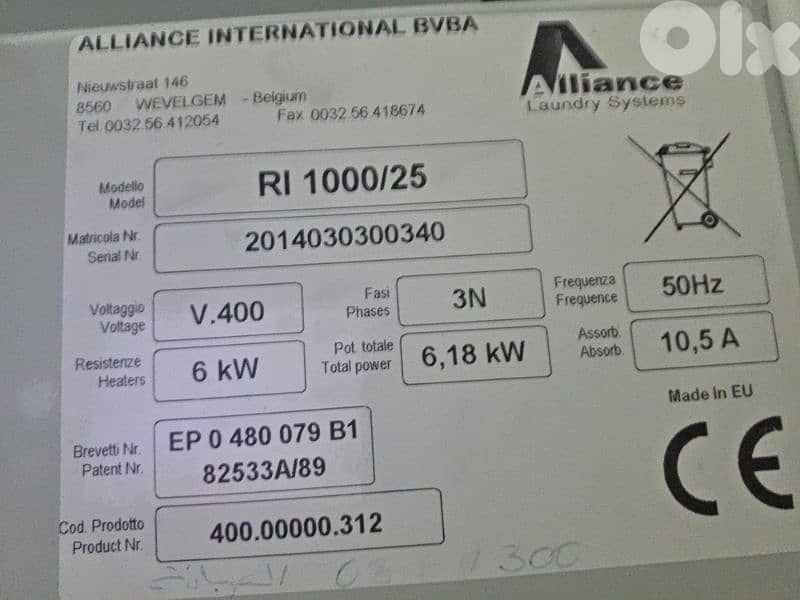 ALLIANCE INTERNATIONAL BVBA
Nieuwstraat 146
8560 WEVELGEM - Belgium
Tel. 0032.56.412054 Fax 0032.56.418674
Alliance
Laundry Systems
Olx
Modello
Model
RI 1000/25
Matricola Nr.
Serial Nr.
2014030300340
Voltaggio
Voltage
V.400
Fasi
Phases
3N
Frequenza
Frequence
50Hz
Resistenze
Heaters
6 kW
Pot. totale
Total power
6,18 kW
Assorb.
Absorb.
10,5 A
Made In EU
CE
Brevetti Nr.
Patent Nr.
EP 0 480 079 B1
82533A/89
Cod. Prodotto
Product Nr.
400.00000.312
03 300